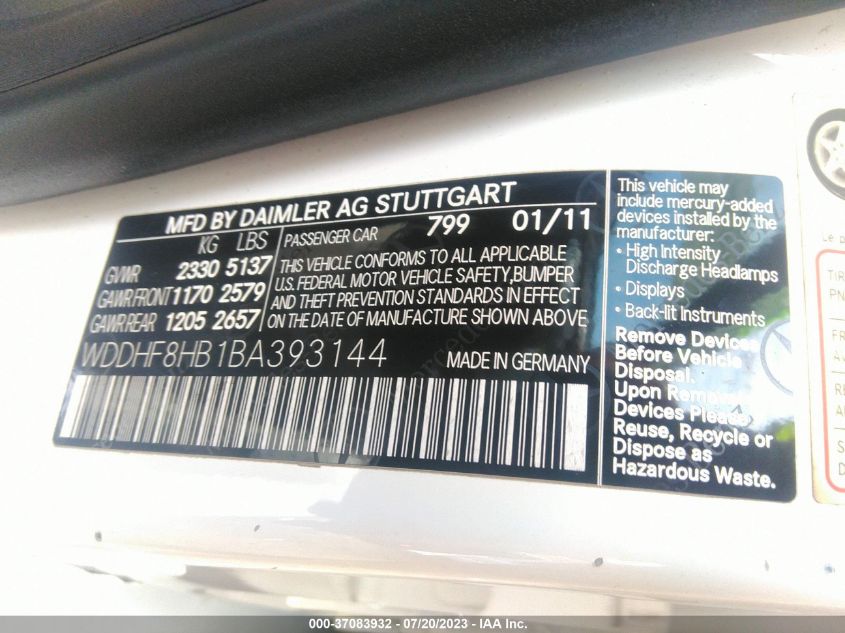 MFD BY DAIMLER AG STUTTGART
KG LBS
PASSENGER CAR 799 01/11
GVWR 2330 5137
GAWR FRONT 1170 2579
GAWR REAR 1205 2657
THIS VEHICLE CONFORMS TO ALL APPLICABLE
U.S. FEDERAL MOTOR VEHICLE SAFETY,BUMPER
AND THEFT PREVENTION STANDARDS IN EFFECT
ON THE DATE OF MANUFACTURE SHOWN ABOVE
WDDHF8HB1BA393144
MADE IN GERMANY
This vehicle may
include mercury-added
devices installed by the
manufacturer:
· High Intensity
Discharge Headlamps
· Displays
· Back-lit Instruments
Remove Devices
Before Vehicle
Disposal.
Upon Removal
Devices Please
Reuse, Recycle or
Dispose as
Hazardous Waste.
000-37083932 - 07/20/2023 - IAA Inc.